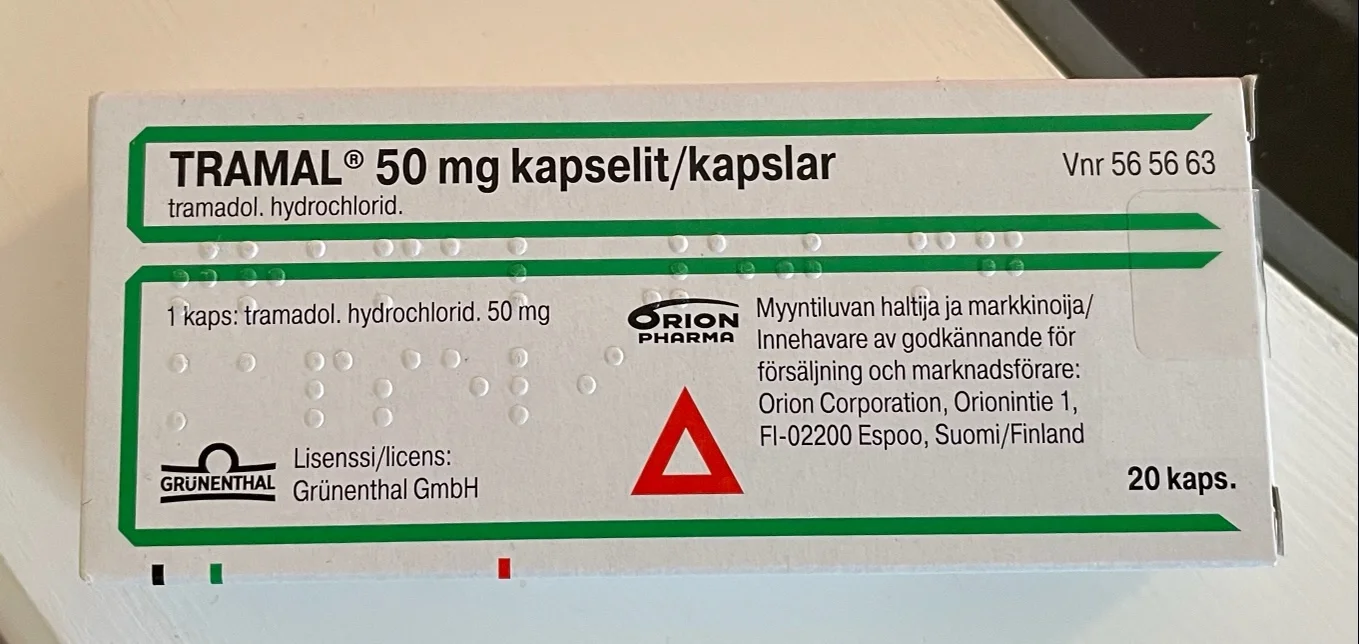 TRAMAL® 50 mg kapselit/kapslar
Vnr 56 56 63
tramadol. hydrochlorid.
1 kaps: tramadol. hydrochlorid. 50 mg
ORION
PHARMA
Myyntiluvan haltija ja markkinoija/
Innehavare av godkännande för
försäljning och marknadsförare:
Orion Corporation, Orionintie 1,
FI-02200 Espoo, Suomi/Finland
GRÜNENTHAL
Lisenssi/licens:
Grünenthal GmbH
20 kaps.